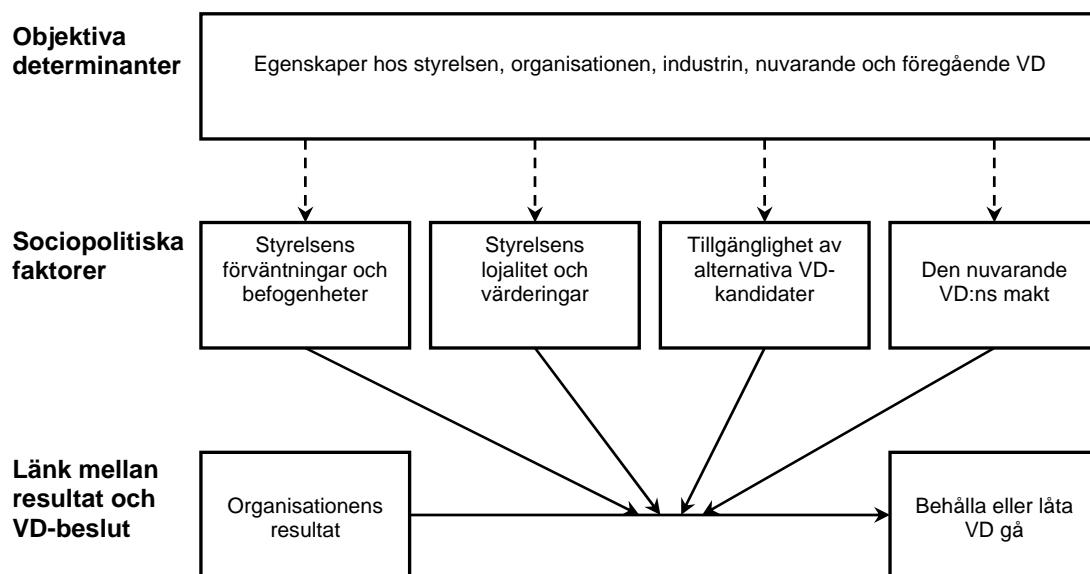 Objektiva
determinanter
Egenskaper hos styrelsen, organisationen, industrin, nuvarande och föregående VD
Sociopolitiska
faktorer
Styrelsens
förväntningar och
befogenheter
Styrelsens
lojalitet och
värderingar
Tillgänglighet av
alternativa VD-
kandidater
Den nuvarande
VD:ns makt
Länk mellan
resultat och
VD-beslut
Organisationens
resultat
Behålla eller låta
VD gå